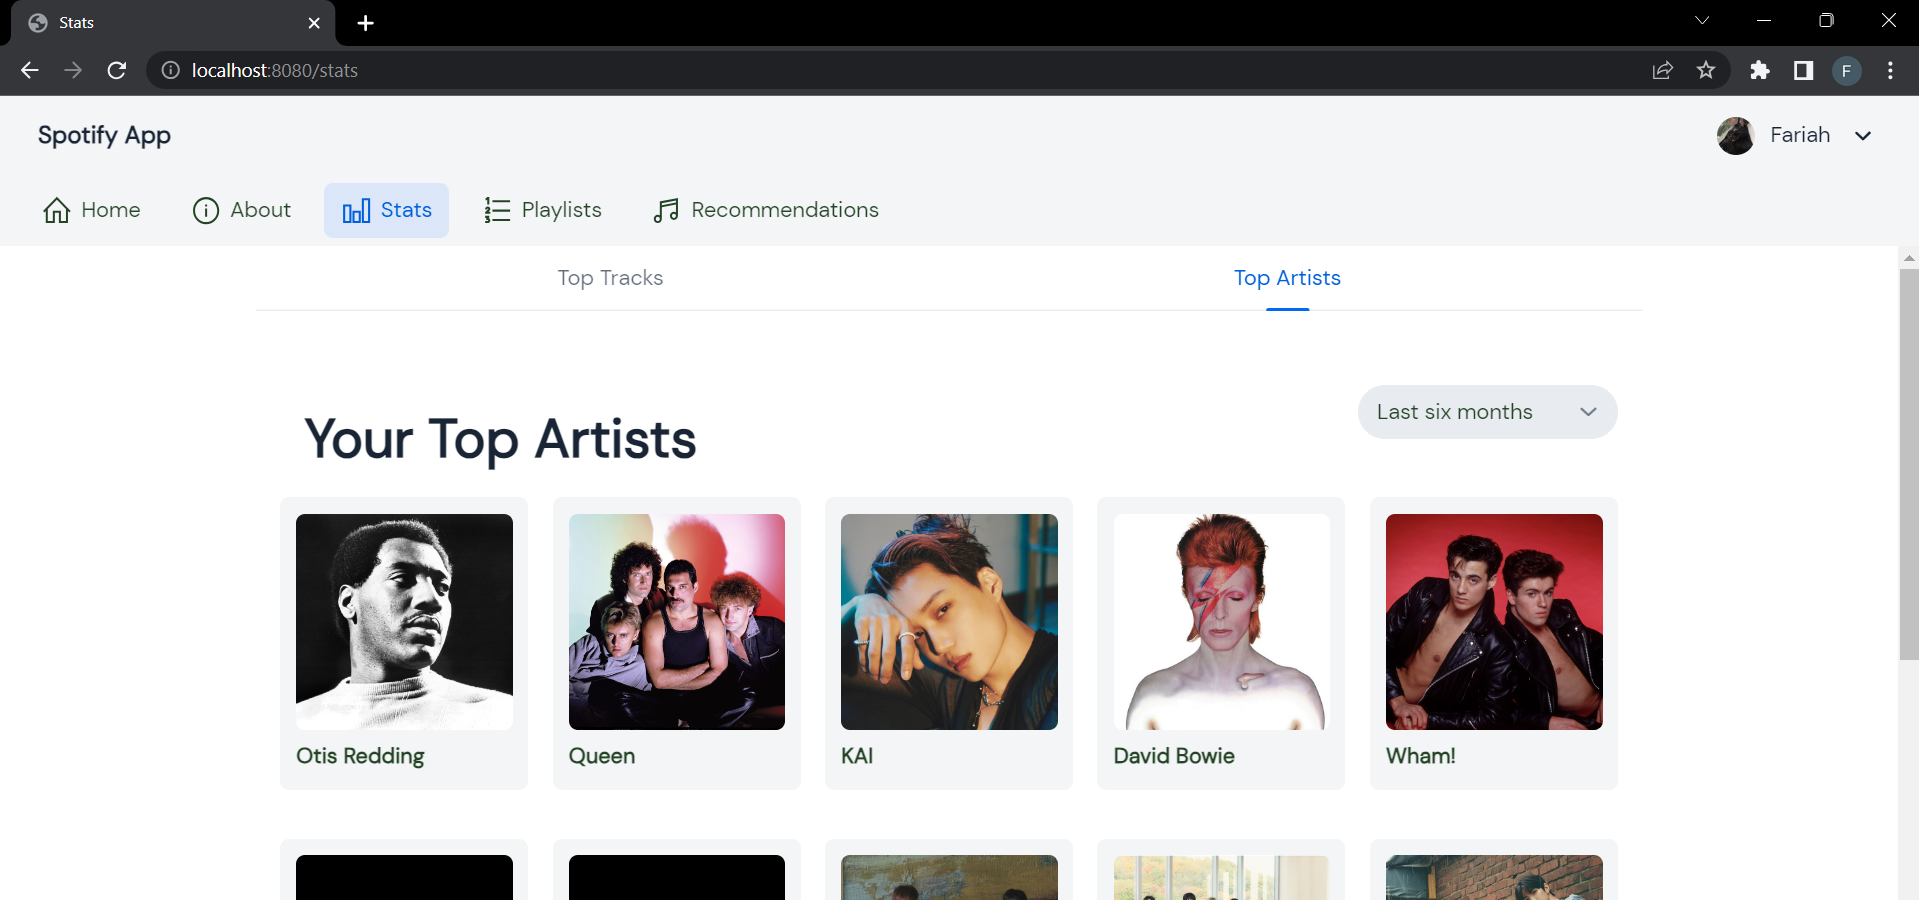 Stats
localhost:8080/stats
F
Spotify App
Fariah
Home
About
Stats
Playlists
Recommendations
Top Tracks
Top Artists
Your Top Artists
Last six months
Otis Redding
Queen
KAI
David Bowie
Wham!